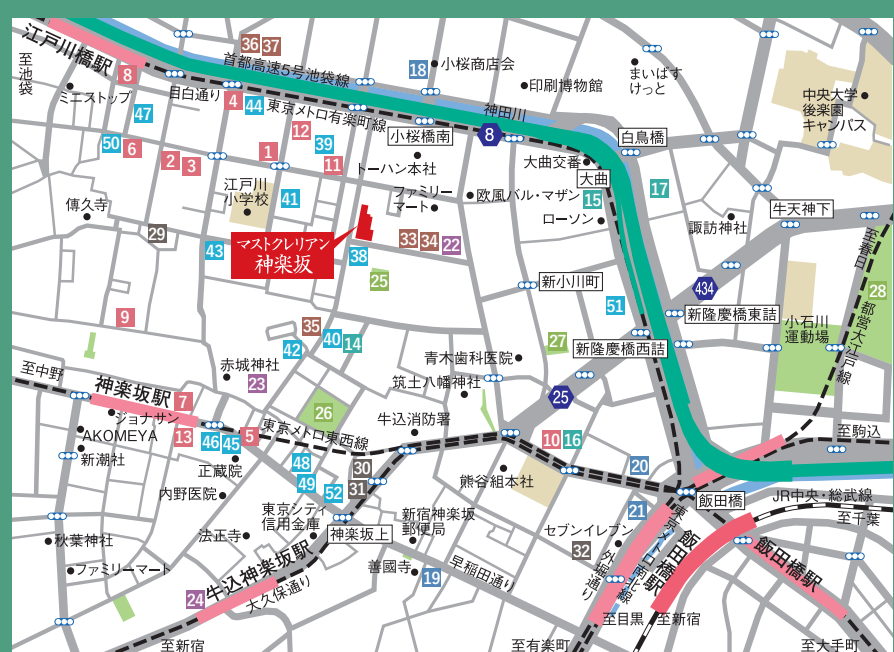 江戸川橋駅
至池袋
8
ミニストップ
目白通り
36
37
首都高速5号池袋線
18
小桜商店会
印刷博物館
まいばす
けっと
中央大学
後楽園
キャンパス
4
44
東京メトロ有楽町線
神田川
47
50
6
2
3
1
12
39
11
小桜橋南
8
白鳥橋
トーハン本社
大曲交番
大曲
17
江戸川
小学校
41
ファミリー
マート
欧風バル・マザン
15
ローソン
諏訪神社
牛天神下
傳久寺
29
43
マストクレリアン
神楽坂
38
33
34
22
25
新小川町
434
至春日
28
都営大江戸線
51
新隆慶橋東詰
小石川
運動場
9
35
42
40
14
27
新隆慶橋西詰
青木歯科医院
赤城神社
23
筑土八幡神社
25
至中野
神楽坂駅
7
ジョナサン
13
AKOMEYA
新潮社
46
45
5
26
東京メトロ東西線
牛込消防署
10
16
至駒込
正蔵院
48
49
30
31
52
内野医院
熊谷組本社
20
21
飯田橋
JR中央・総武線
至千葉
東京シティ
信用金庫
法正寺
神楽坂上
新宿神楽坂
郵便局
セブンイレブン
32
外堀通り
東京メトロ南北線
飯田橋駅
飯田橋駅
秋葉神社
ファミリーマート
牛込神楽坂駅
24
大久保通り
善國寺
19
早稲田通り
至新宿
至有楽町
至目黒
至新宿
至大手町